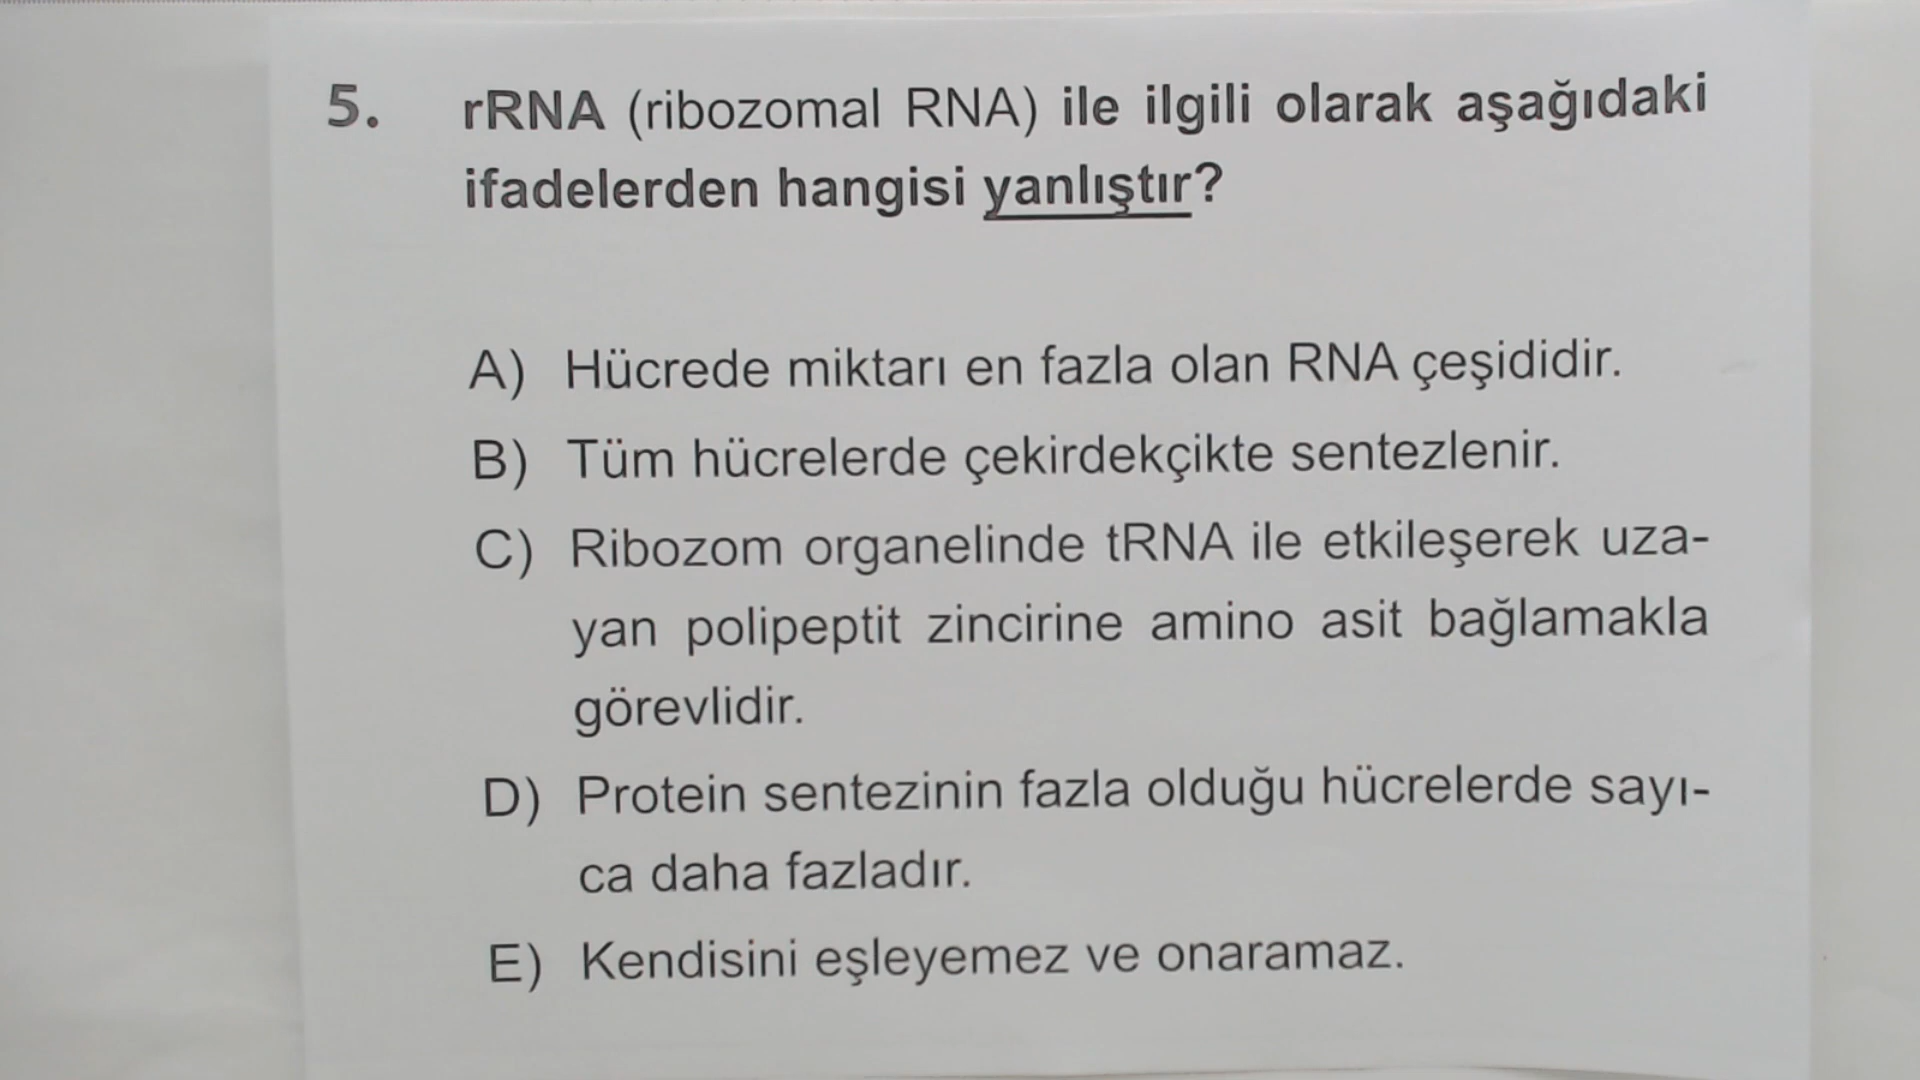 5. rRNA (ribozomal RNA) ile ilgili olarak aşağıdaki
ifadelerden hangisi yanlıştır?
A) Hücrede miktarı en fazla olan RNA çeşididir.
B) Tüm hücrelerde çekirdekçikte sentezlenir.
C) Ribozom organelinde tRNA ile etkileşerek uza-
yan polipeptit zincirine amino asit bağlamakla
görevlidir.
D) Protein sentezinin fazla olduğu hücrelerde sayı-
ca daha fazladır.
E) Kendisini eşleyemez ve onaramaz.